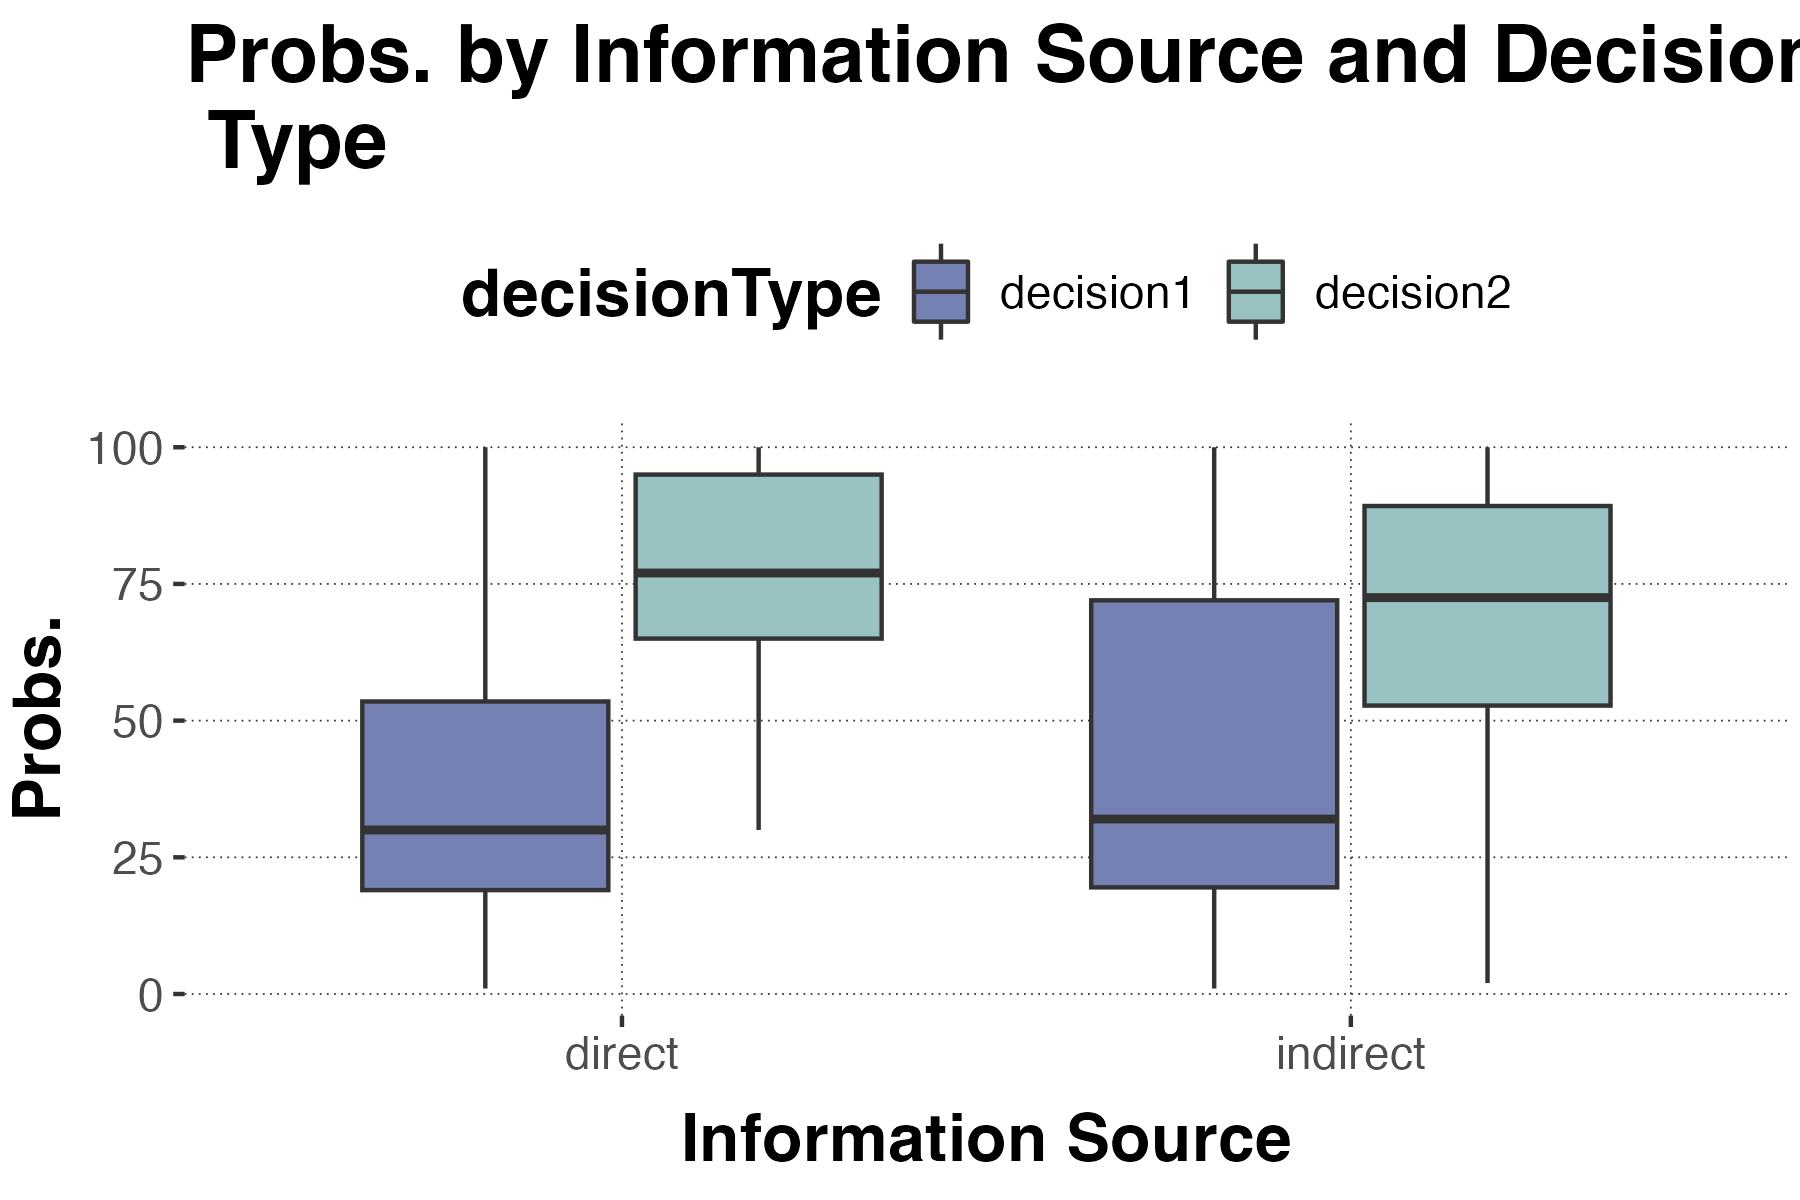 Probs. by Information Source and Decision
Type
decisionType decision1 decision2
100
75
50
25
0
Probs.
direct indirect
Information Source